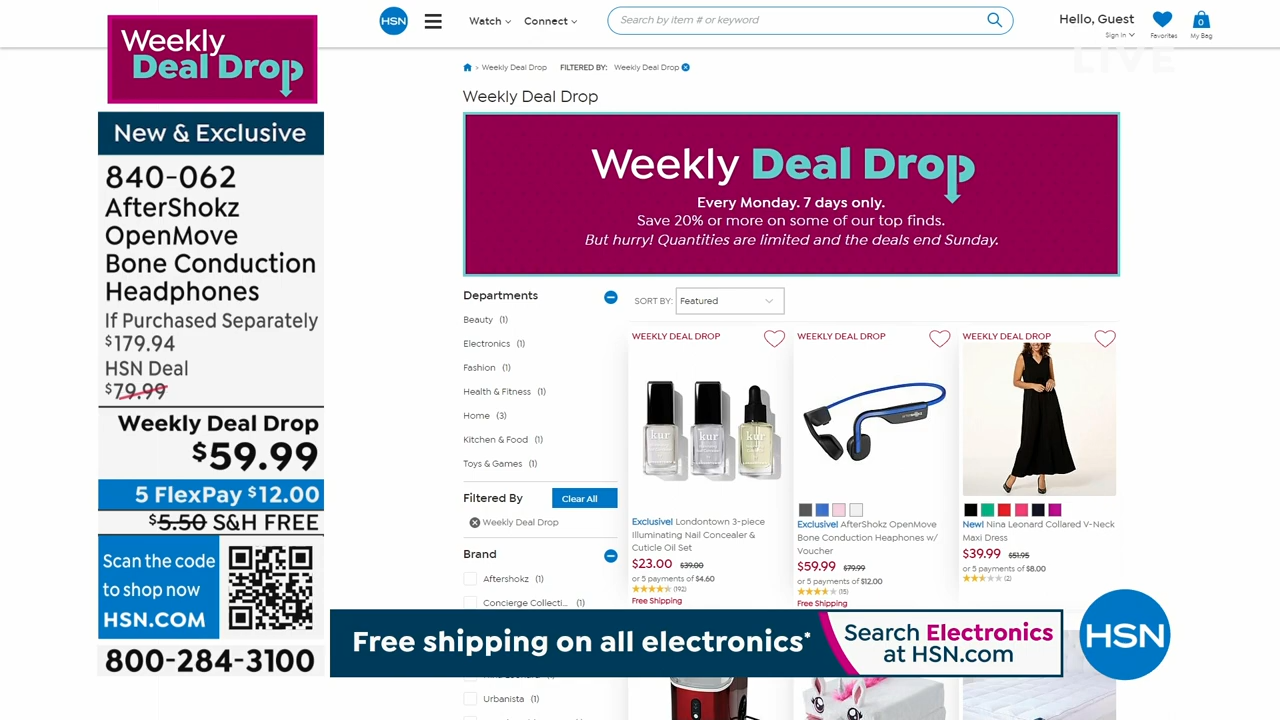 Weekly
Deal Drop
New & Exclusive
840-062
AfterShokz
OpenMove
Bone Conduction
Headphones
If Purchased Separately
$179.94
HSN Deal
$79.99
Weekly Deal Drop
$59.99
5 FlexPay $12.00
$5.50 S&H FREE
Scan the code
to shop now
HSN.COM
800-284-3100
HSN
Watch
Connect
Search by item # or keyword
Hello, Guest
Sign In
Favorites
0
My Bag
LIVE
> Weekly Deal Drop FILTERED BY: Weekly Deal Drop
Weekly Deal Drop
Weekly Deal Drop
Every Monday. 7 days only.
Save 20% or more on some of our top finds.
But hurry! Quantities are limited and the deals end Sunday.
Departments
Beauty (1)
Electronics (1)
Fashion (1)
Health & Fitness (1)
Home (3)
Kitchen & Food (1)
Toys & Games (1)
Filtered By
Clear All
Weekly Deal Drop
Brand
Aftershokz (1)
Concierge Collecti... (1)
Urbanista (1)
SORT BY: Featured
WEEKLY DEAL DROP
kur
kur
kur
Exclusive! Londontown 3-piece
Illuminating Nail Concealer &
Cuticle Oil Set
$23.00 $39.00
or 5 payments of $4.60
(192)
Free Shipping
WEEKLY DEAL DROP
Exclusive! AfterShokz OpenMove
Bone Conduction Heaphones w/
Voucher
$59.99 $79.99
or 5 payments of $12.00
(15)
Free Shipping
WEEKLY DEAL DROP
New! Nina Leonard Collared V-Neck
Maxi Dress
$39.99 $51.95
or 5 payments of $8.00
(2)
Free shipping on all electronics*
Search Electronics
at HSN.com
HSN